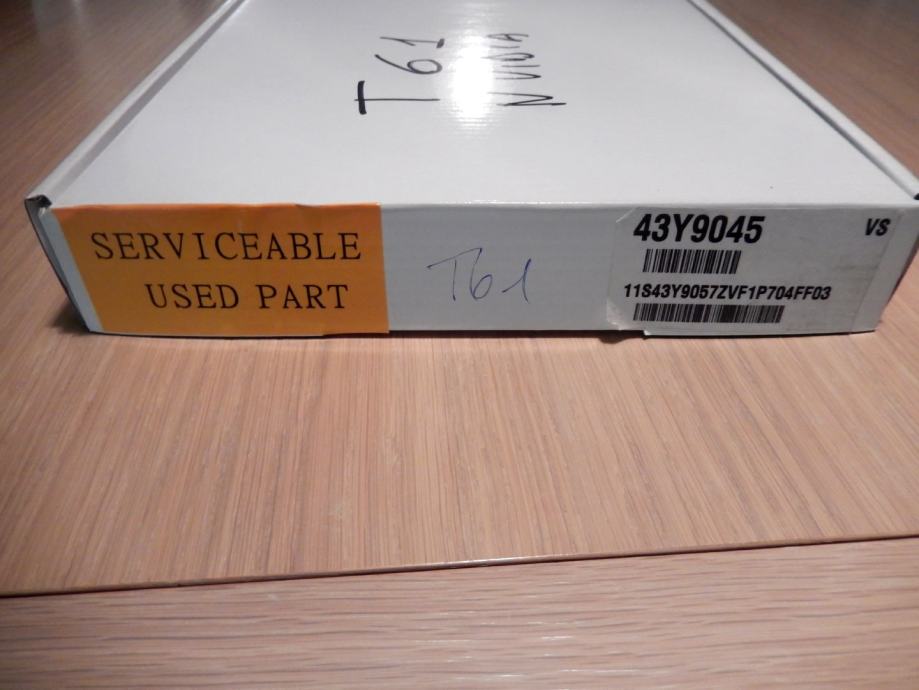 T61
NVIDIA
SERVICEABLE
USED PART
T61
43Y9045
VS
11S43Y9057ZVF1P704FF03